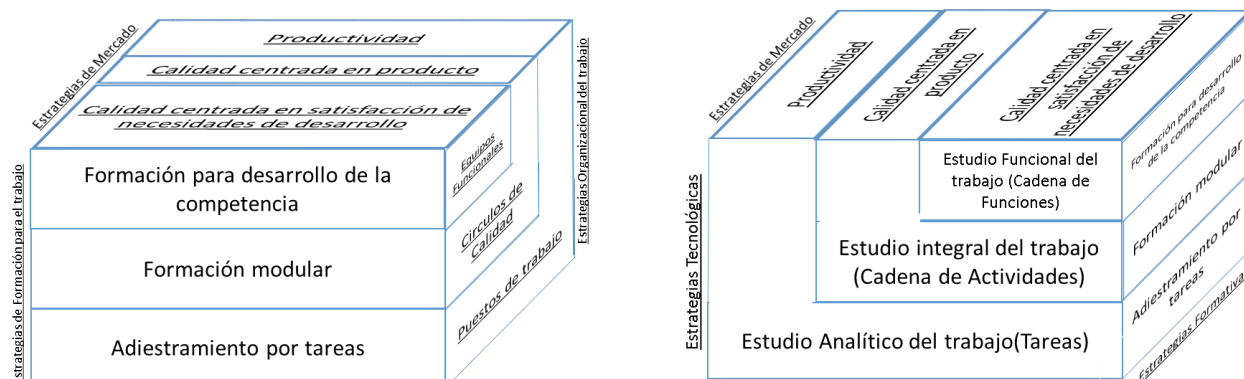 Estrategias de Mercado
Productividad
Calidad centrada en producto
Calidad centrada en satisfacción de
necesidades de desarrollo
strategias de Formación para el trabajo
Formación para desarrollo de la
competencia
Formación modular
Adiestramiento por tareas
Equipos
Funcionales
Circulos de
Calidad
Puestos de trabajo
Estrategias Organizacional del trabajo
Estrategias de Mercado
Productividad
Calidad centrada en
producto
Calidad centrada en
satisfacción de
necesidades de desarrollo
Estrategias Tecnológicas
Estudio Funcional del
trabajo (Cadena de
Funciones)
Estudio integral del trabajo
(Cadena de Actividades)
Estudio Analítico del trabajo(Tareas)
Formación para desarrollo
de la competencia
Formación modular
Adiestramiento por
tareas
Estrategias Formativa